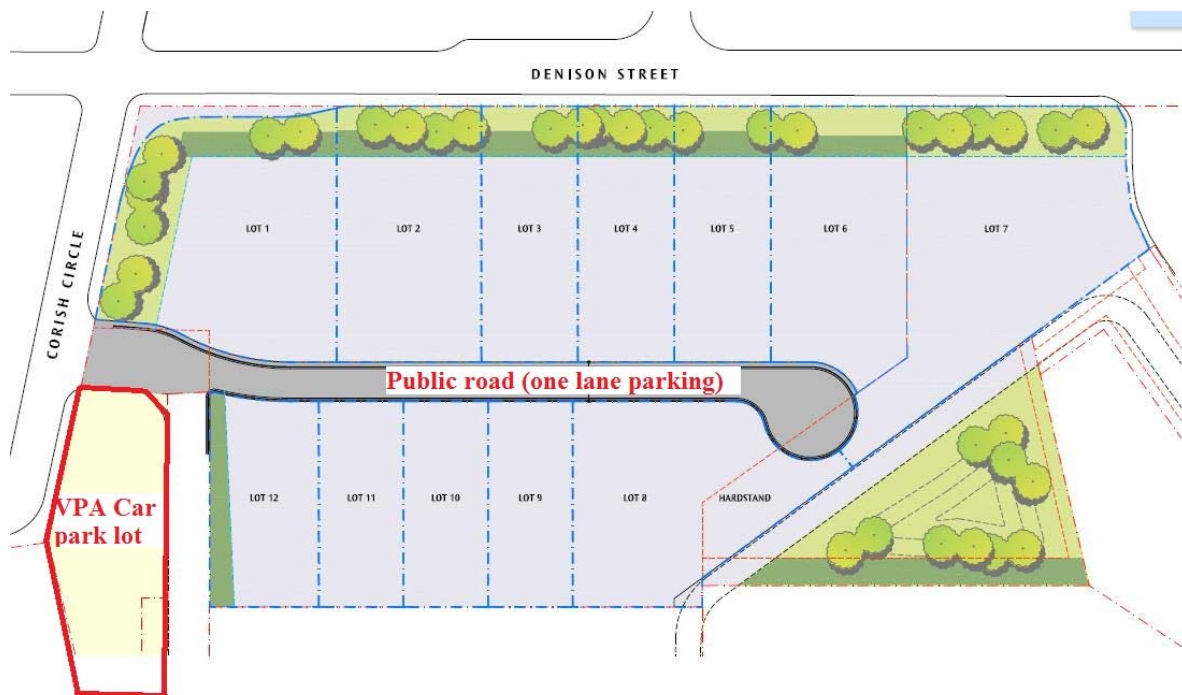 DENISON STREET
CORISH CIRCLE
LOT 1
LOT 2
LOT 3
LOT 4
LOT 5
LOT 6
LOT 7
Public road (one lane parking)
VPA Car
park lot
LOT 12
LOT 11
LOT 10
LOT 9
LOT 8
HARDSTAND